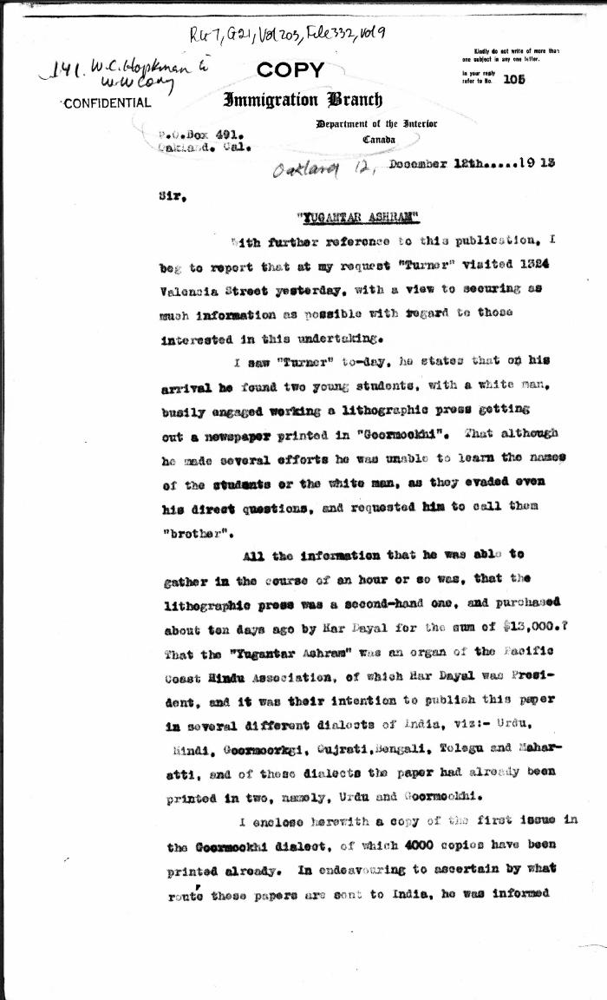 RG7, G21, Vol 203, File 332, Vol 9
Kindly do not write of more than
one subject in any one letter.
In your reply
refer to No. 105
141. W.C. Hopkman to
W.W. Cory
COPY
CONFIDENTIAL
Immigration Branch
Department of the Interior
Canada
P.O.Box 491.
Oakland. Cal.
Oakland 12, December 12th.....1913
Sir,
"YUGANTAR ASHRAM"
With further reference to this publication, I
beg to report that at my request "Turner" visited 1324
Valencia Street yesterday, with a view to securing as
much information as possible with regard to those
interested in this undertaking.
I saw "Turner" to-day, he states that on his
arrival he found two young students, with a white man,
busily engaged working a lithographic press getting
out a newspaper printed in "Goormookhi". That although
he made several efforts he was unable to learn the names
of the students or the white man, as they evaded even
his direct questions, and requested him to call them
"brother".
All the information that he was able to
gather in the course of an hour or so was, that the
lithographic press was a second-hand one, and purchased
about ten days ago by Har Dayal for the sum of $13,000.?
That the "Yugantar Ashram" was an organ of the Pacific
Coast Hindu Association, of which Har Dayal was Presi-
dent, and it was their intention to publish this paper
in several different dialects of India, viz:- Urdu,
Hindi, Goormoorkgi, Gujrati,Bengali, Telegu and Mahar-
atti, and of these dialects the paper had already been
printed in two, namely, Urdu and Goormookhi.
I enclose herewith a copy of the first issue in
the Goormookhi dialect, of which 4000 copies have been
printed already. In endeavouring to ascertain by what
route these papers are sent to India, he was informed